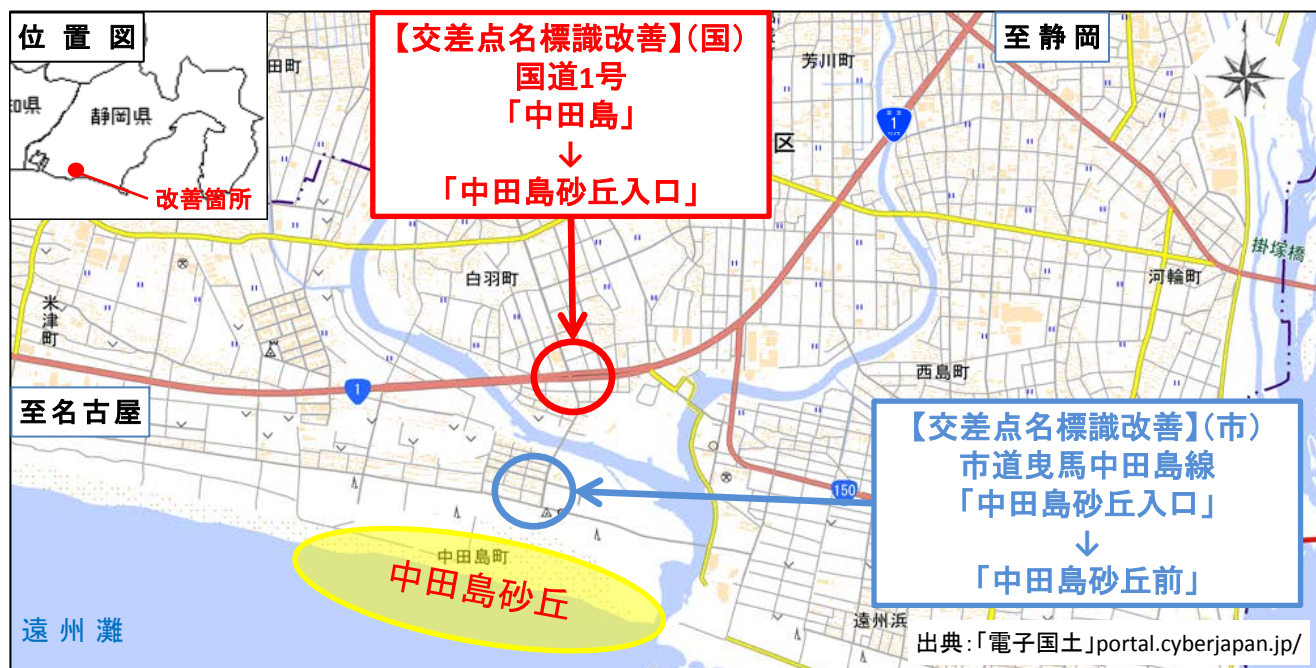 位置図
知県
静岡県
改善箇所
【交差点名標識改善】(国)
国道1号
「中田島」
↓
「中田島砂丘入口」
至静岡
田町
芳川町
区
1
白羽町
掛塚橋
河輪町
米津町
西島町
1
至名古屋
【交差点名標識改善】(市)
市道曳馬中田島線
「中田島砂丘入口」
↓
「中田島砂丘前」
150
中田島町
中田島砂丘
遠州灘
遠州浜
出典:「電子国土」portal.cyberjapan.jp/